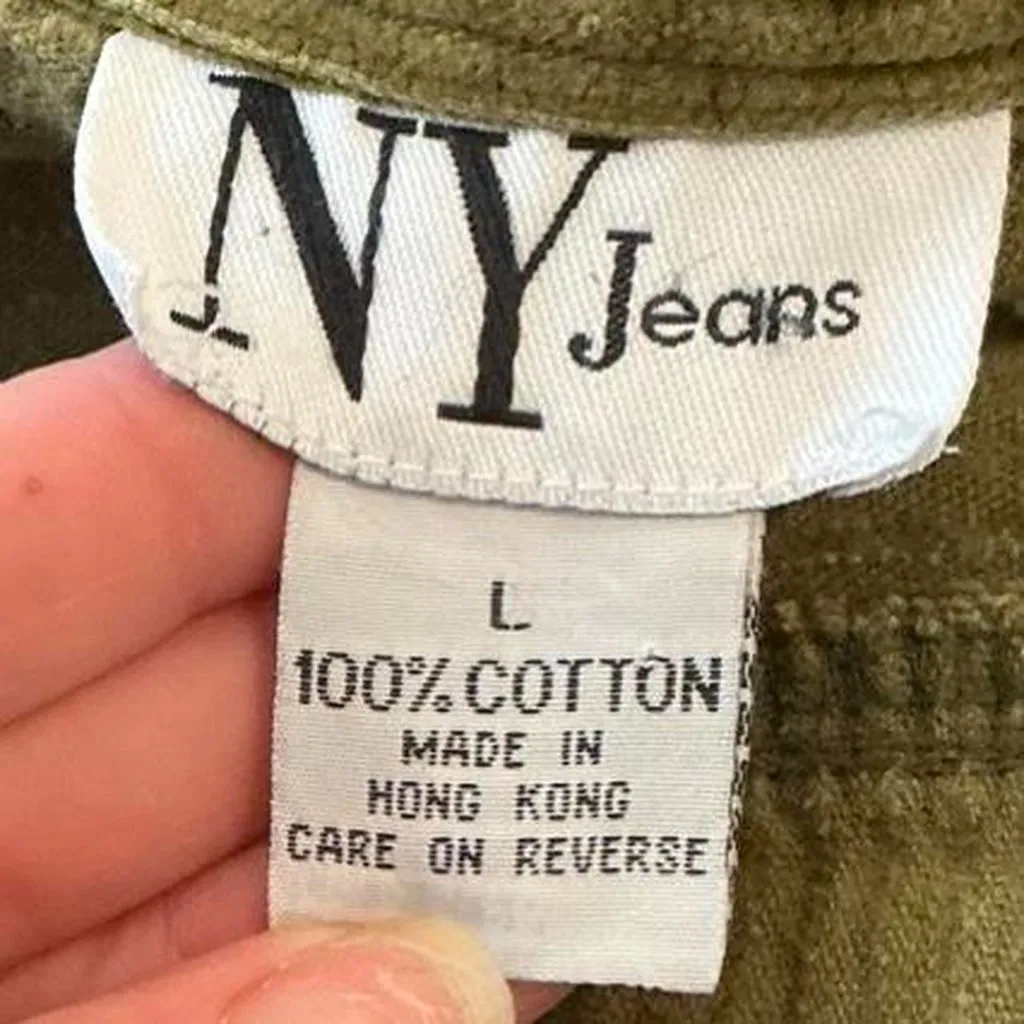 NY Jeans
L
100% COTTON
MADE IN
HONG KONG
CARE ON REVERSE